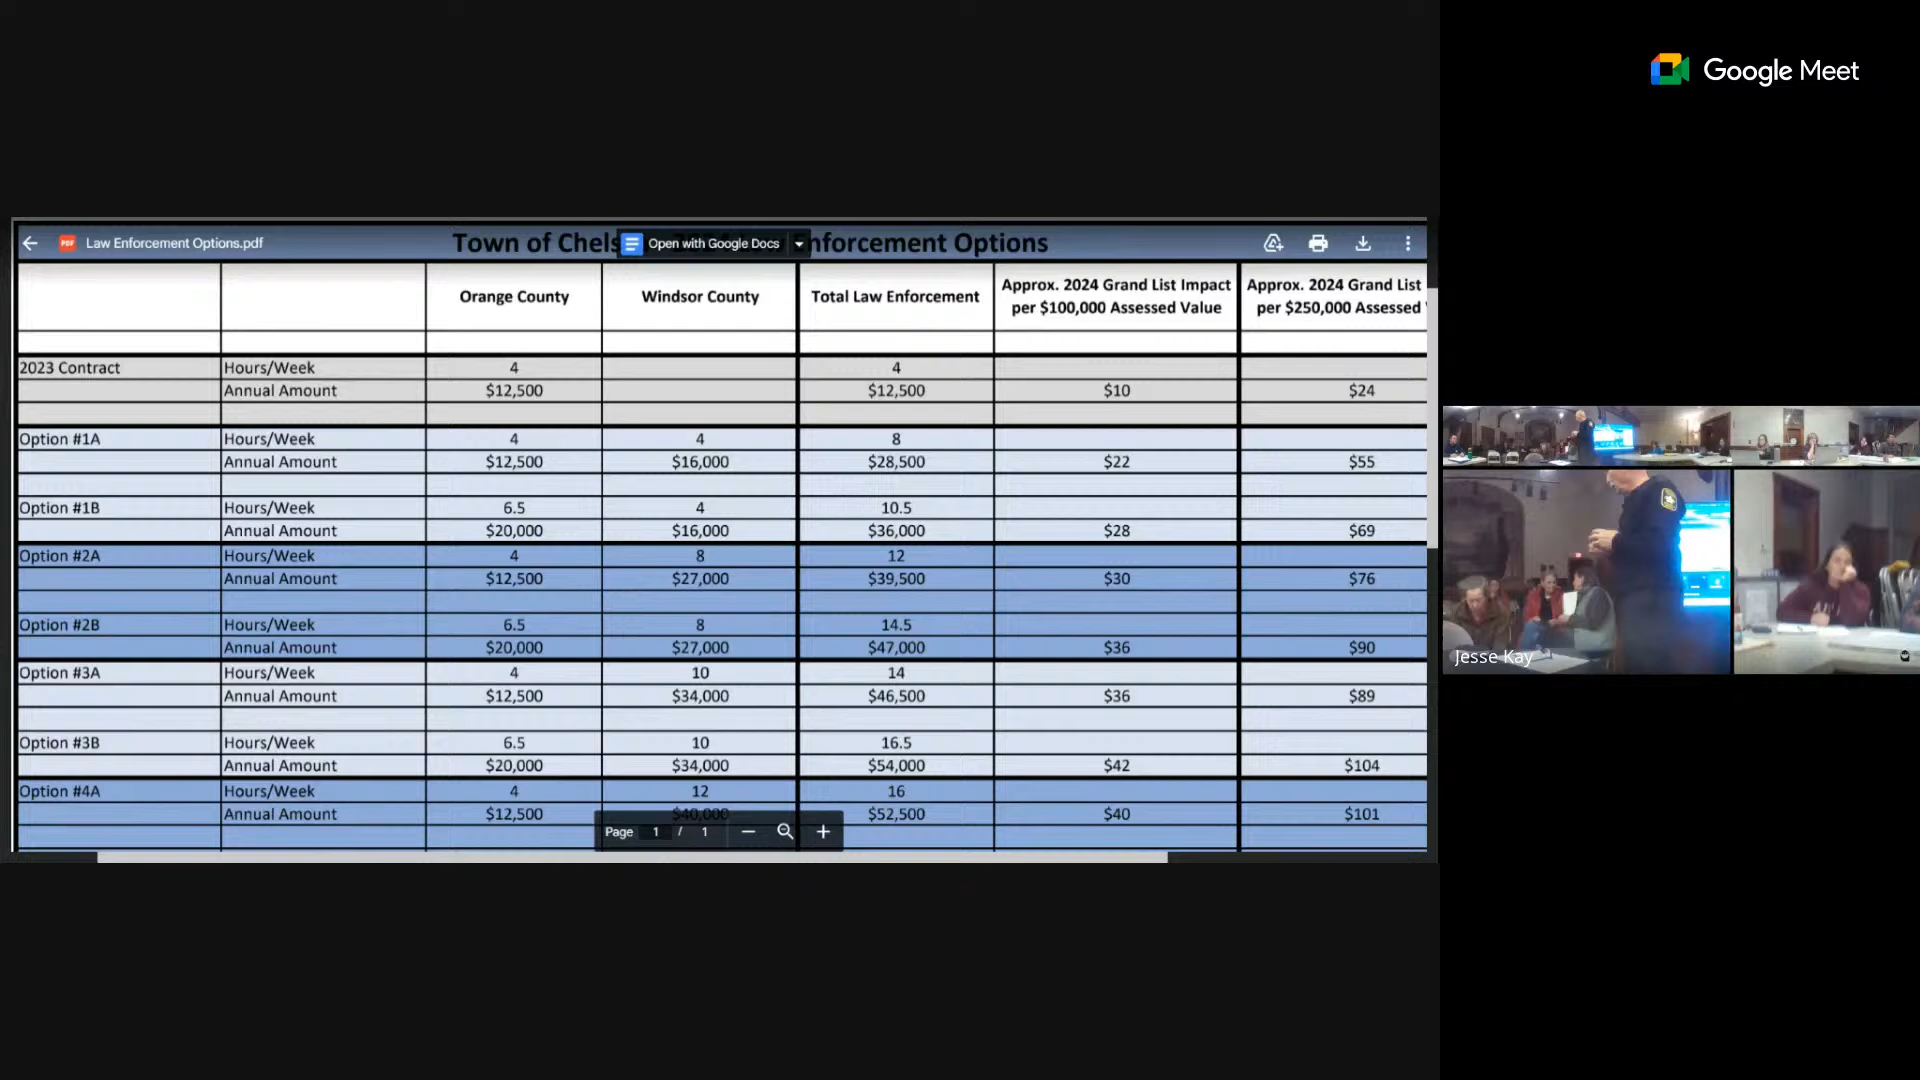 Google Meet
Law Enforcement Options.pdf
Town of Chels
Open with Google Docs
nforcement Options
Orange County Windsor County Total Law Enforcement Approx. 2024 Grand List Impact Approx. 2024 Grand List
per $100,000 Assessed Value per $250,000 Assessed
2023 Contract Hours/Week 4 4
Annual Amount $12,500 $12,500 $10 $24
Option #1A Hours/Week 4 4 8
Annual Amount $12,500 $16,000 $28,500 $22 $55
Option #1B Hours/Week 6.5 4 10.5
Annual Amount $20,000 $16,000 $36,000 $28 $69
Option #2A Hours/Week 4 8 12
Annual Amount $12,500 $27,000 $39,500 $30 $76
Option #2B Hours/Week 6.5 8 14.5
Annual Amount $20,000 $27,000 $47,000 $36 $90
Option #3A Hours/Week 4 10 14
Annual Amount $12,500 $34,000 $46,500 $36 $89
Option #3B Hours/Week 6.5 10 16.5
Annual Amount $20,000 $34,000 $54,000 $42 $104
Option #4A Hours/Week 4 12 16
Annual Amount $12,500 $40,000 $52,500 $40 $101
Page 1 / 1
Jesse Kay